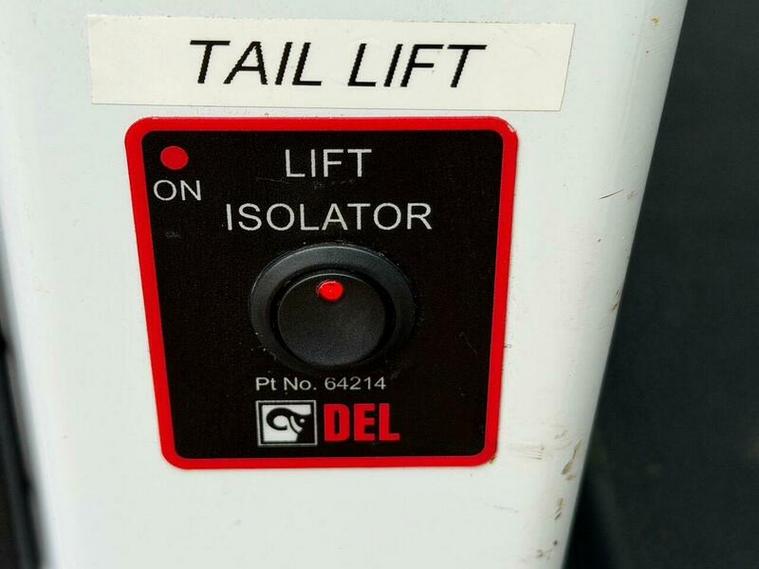 TAIL LIFT
LIFT
ON
ISOLATOR
Pt No. 64214
DEL